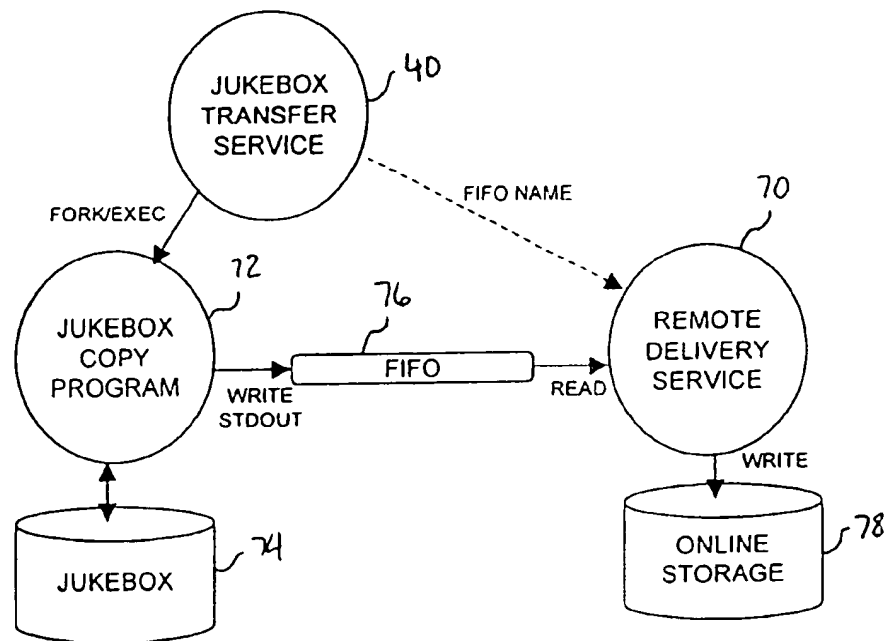 JUKEBOX
TRANSFER
SERVICE
40
FORK/EXEC
FIFO NAME
70
72
JUKEBOX
COPY
PROGRAM
76
FIFO
WRITE
STDOUT
READ
REMOTE
DELIVERY
SERVICE
WRITE
JUKEBOX
74
ONLINE
STORAGE
78